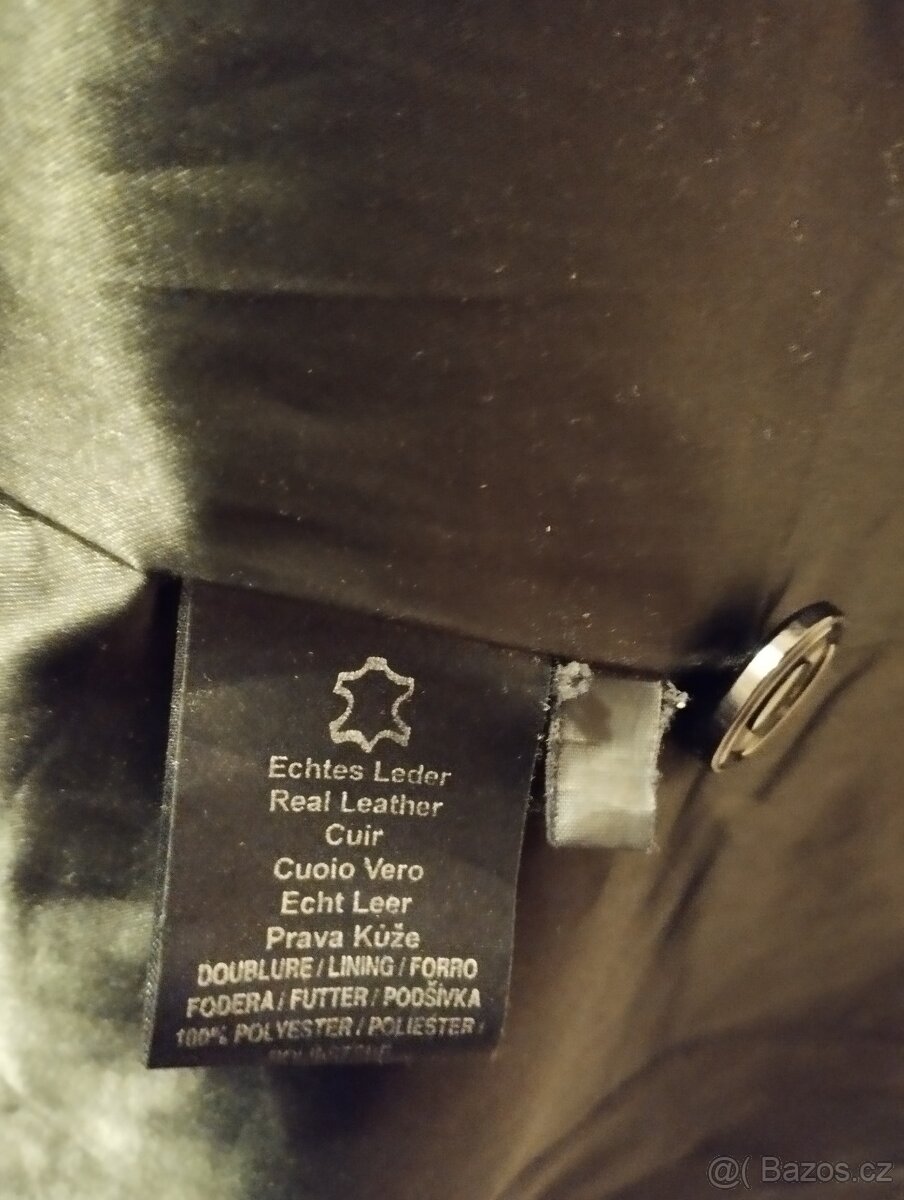 Echtes Leder
Real Leather
Cuir
Cuoio Vero
Echt Leer
Prava Kůže
DOUBLURE / LINING / FORRO
FODERA / FUTTER / PODŠÍVKA
100% POLYESTER / POLIESTER /
@( Bazos.cz